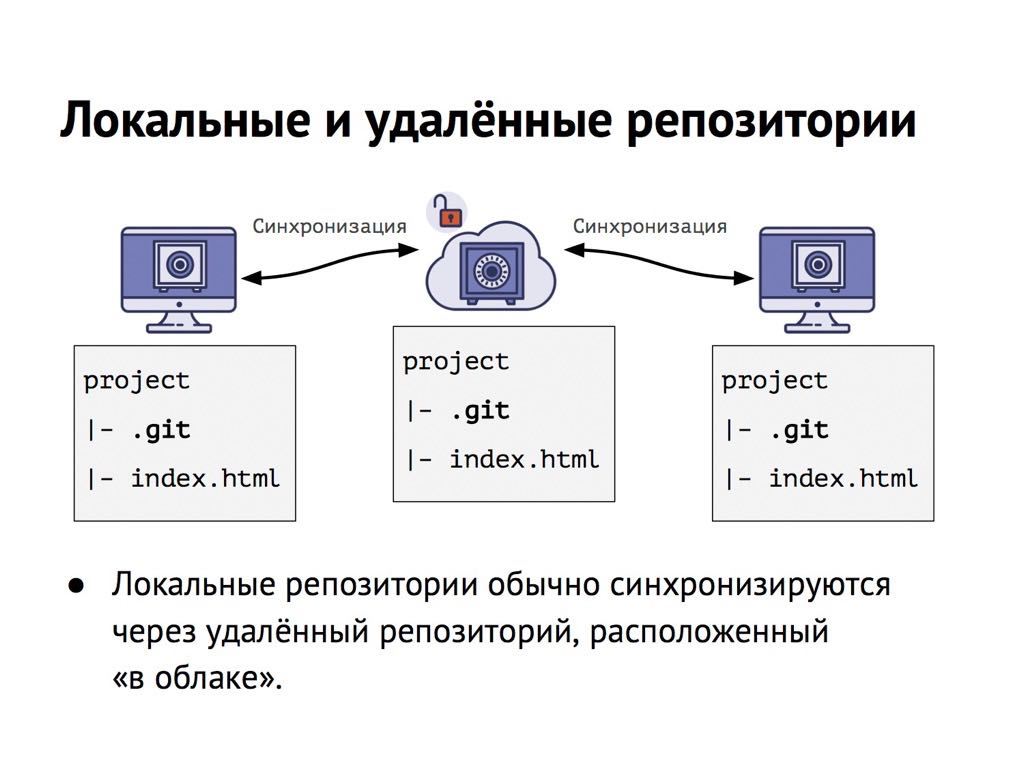 Локальные и удалённые репозитории
Синхронизация
Синхронизация
project
|- .git
|- index.html
project
|- .git
|- index.html
project
|- .git
|- index.html
● Локальные репозитории обычно синхронизируются
через удалённый репозиторий, расположенный
«в облаке».